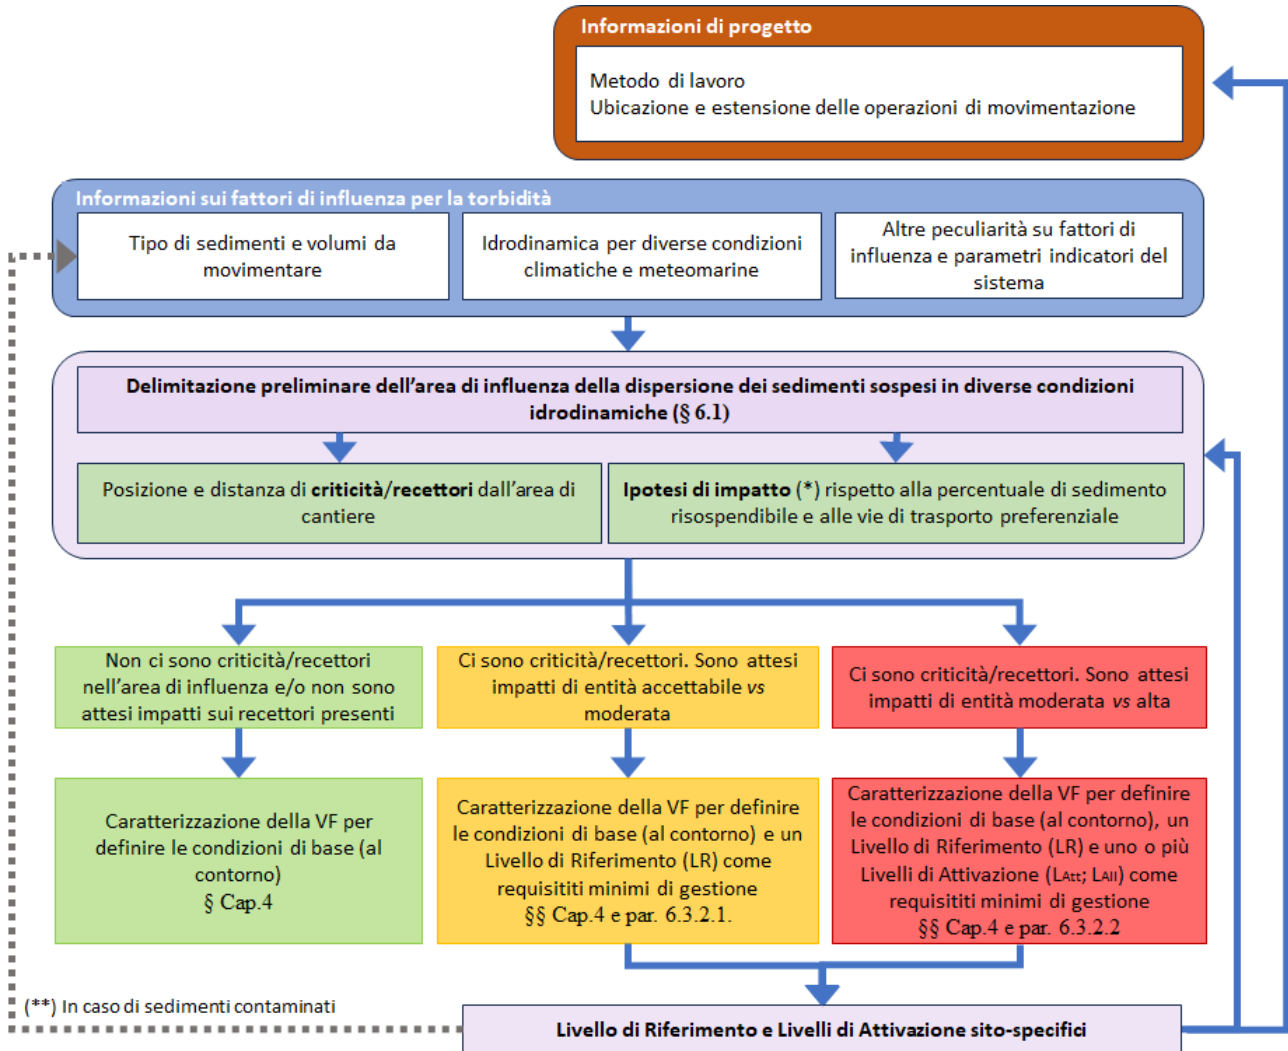 Informazioni di progetto
Metodo di lavoro
Ubicazione e estensione delle operazioni di movimentazione
Informazioni sui fattori di influenza per la torbidità
Tipo di sedimenti e volumi da
movimentare
Idrodinamica per diverse condizioni
climatiche e meteomarine
Altre peculiarità su fattori di
influenza e parametri indicatori del
sistema
Delimitazione preliminare dell'area di influenza della dispersione dei sedimenti sospesi in diverse condizioni
idrodinamiche (§ 6.1)
Posizione e distanza di criticità/recettori dall'area di
cantiere
Ipotesi di impatto (*) rispetto alla percentuale di sedimento
risospendibile e alle vie di trasporto preferenziale
Non ci sono criticità/recettori
nell'area di influenza e/o non sono
attesi impatti sui recettori presenti
Ci sono criticità/recettori. Sono attesi
impatti di entità accettabile vs
moderata
Ci sono criticità/recettori. Sono attesi
impatti di entità moderata vs alta
Caratterizzazione della VF per
definire le condizioni di base (al
contorno)
§ Cap.4
Caratterizzazione della VF per definire
le condizioni di base (al contorno) e un
Livello di Riferimento (LR) come
requisititi minimi di gestione
§§ Cap.4 e par. 6.3.2.1.
Caratterizzazione della VF per definire
le condizioni di base (al contorno), un
Livello di Riferimento (LR) e uno o più
Livelli di Attivazione (LAtt; LAll) come
requisititi minimi di gestione
§§ Cap.4 e par. 6.3.2.2
(**) In caso di sedimenti contaminati
Livello di Riferimento e Livelli di Attivazione sito-specifici